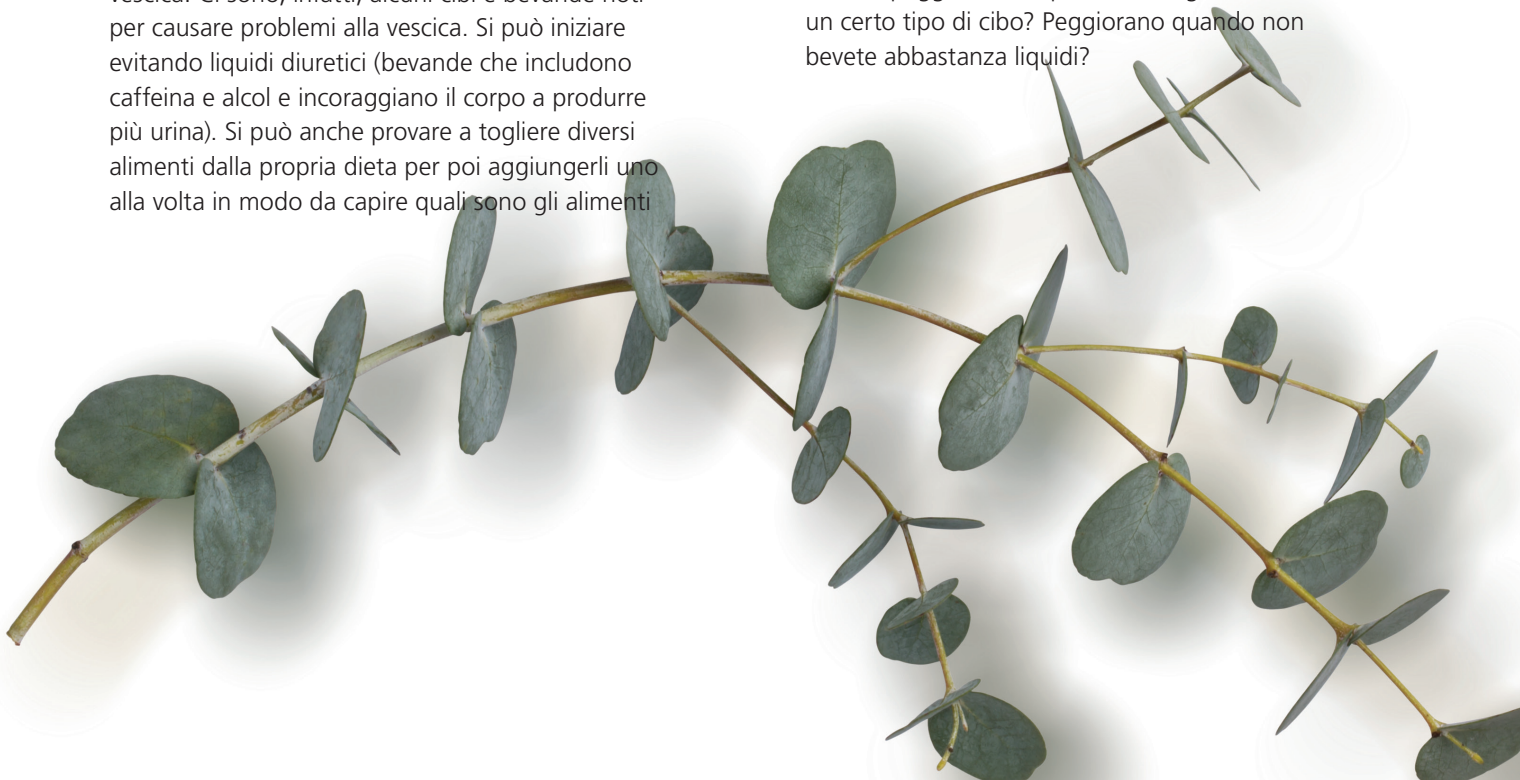 vescica. Ci sono, infatti, alcuni cibi e bevande noti
per causare problemi alla vescica. Si può iniziare
evitando liquidi diuretici (bevande che includono
caffeina e alcol e incoraggiano il corpo a produrre
più urina). Si può anche provare a togliere diversi
alimenti dalla propria dieta per poi aggiungerli uno
alla volta in modo da capire quali sono gli alimenti
un certo tipo di cibo? Peggiorano quando non
bevete abbastanza liquidi?